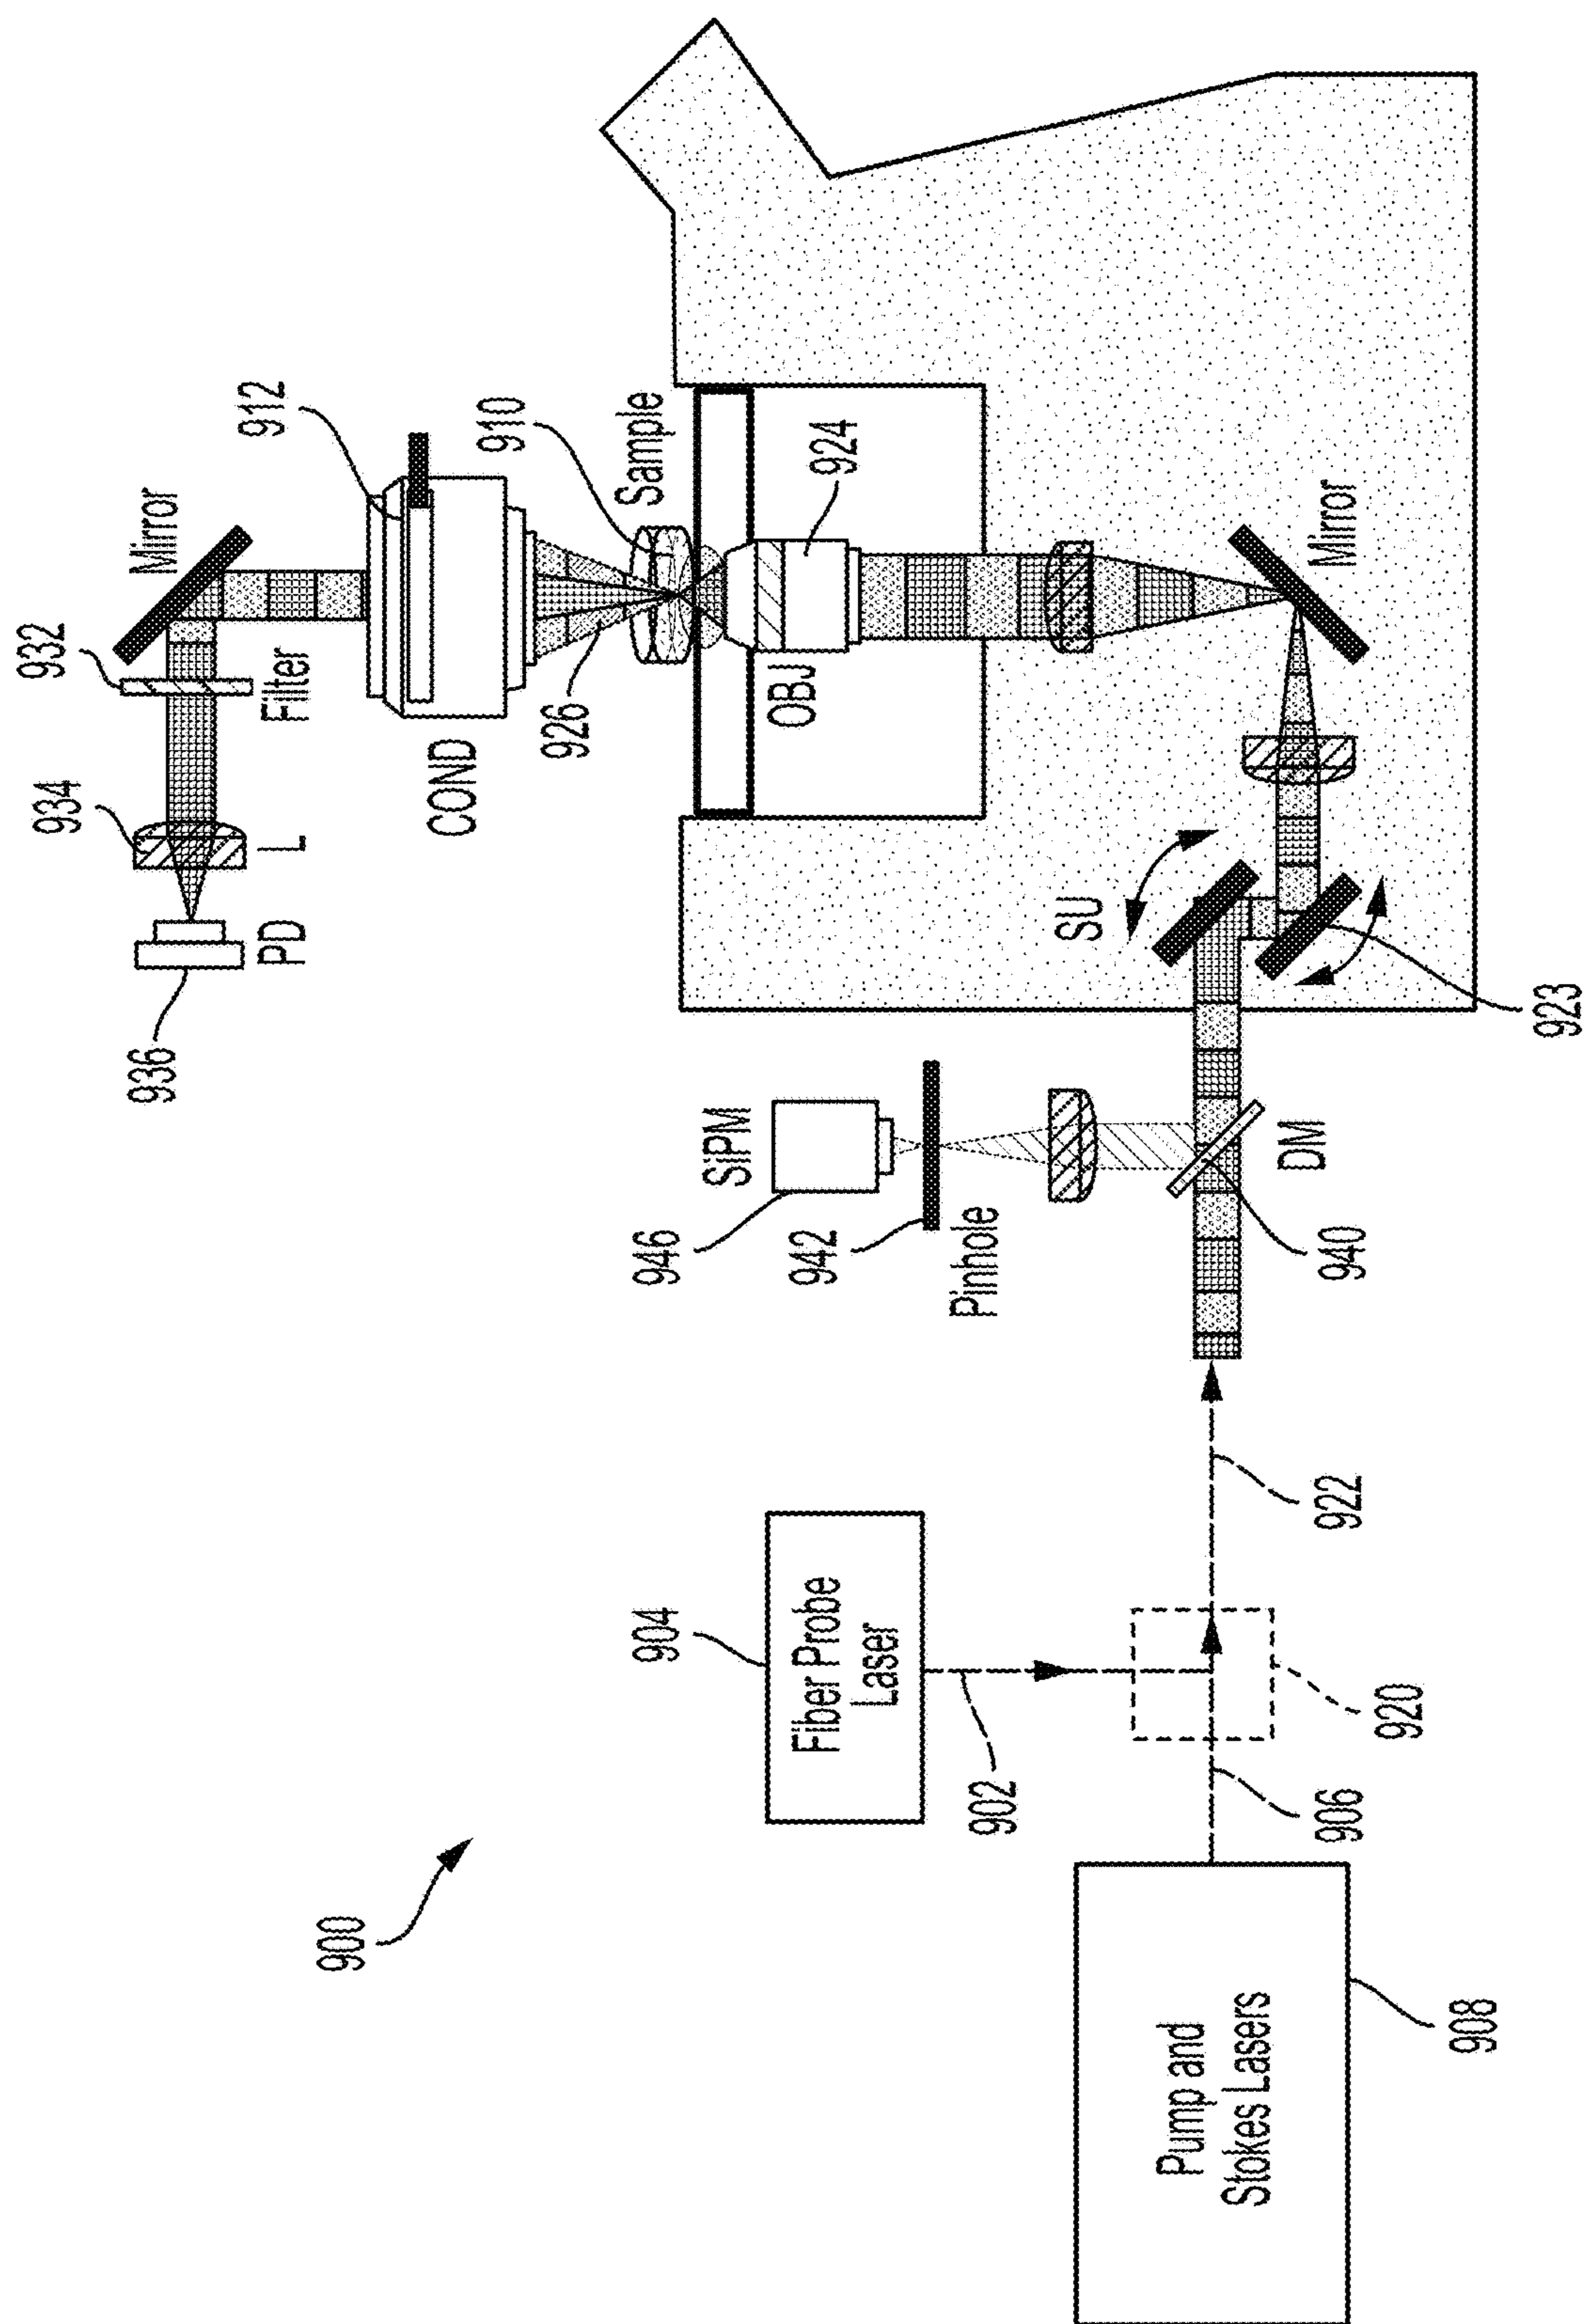 934
932
Mirror
936
PD
L
Filter
912
900
COND
910
926
Sample
904
946
SiPM
OBJ
Fiber Probe
Laser
942
924
Pinhole
902
SU
Pump and
Stokes Lasers
DM
906
922
940
Mirror
920
908
923